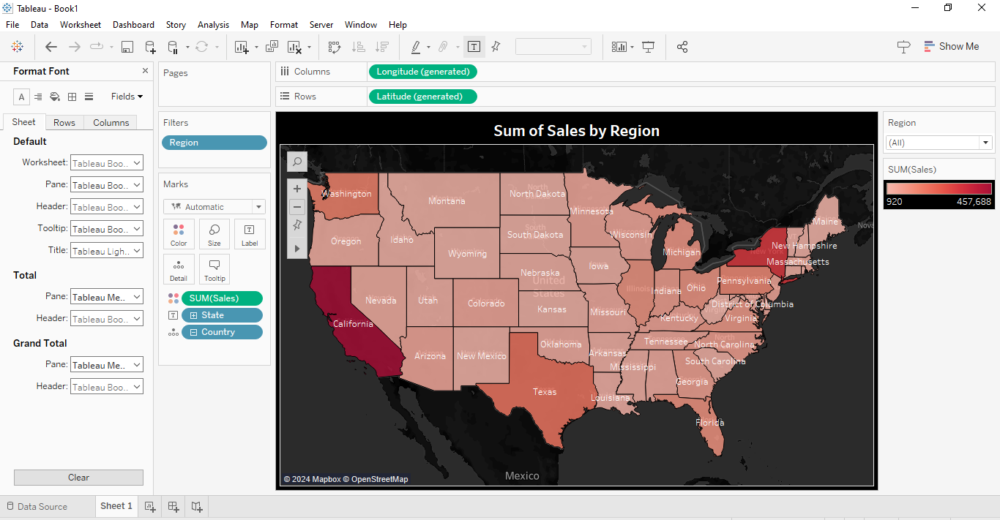 Tableau - Book1
File Data Worksheet Dashboard Story Analysis Map Format Server Window Help
Show Me
Format Font
Fields
Sheet Rows Columns
Default
Worksheet: Tableau Boo..
Pane: Tableau Boo..
Header: Tableau Boo..
Tooltip: Tableau Boo..
Title: Tableau Ligh..
Total
Pane: Tableau Me..
Header: Tableau Boo..
Grand Total
Pane: Tableau Me..
Header: Tableau Boo..
Clear
Pages
Filters
Region
Marks
Automatic
Color Size Label
Detail Tooltip
SUM(Sales)
State
Country
Columns Longitude (generated)
Rows Latitude (generated)
Sum of Sales by Region
Washington
Montana
North Dakota
Minnesota
Maine
Nova
Oregon
Idaho
South Dakota
Wisconsin
New Hampshire
Wyoming
Michigan
New York
Massachusetts
Nebraska
Iowa
United
States
Pennsylvania
Nevada
Utah
Colorado
Illinois
Indiana
Ohio
District of Columbia
California
Kansas
Missouri
Kentucky
Virginia
Arizona
New Mexico
Oklahoma
Arkansas
Tennessee
North Carolina
Mississippi
South Carolina
Georgia
Texas
Louisiana
Florida
Mexico
© 2024 Mapbox © OpenStreetMap
Region
(All)
SUM(Sales)
920 457,688
Data Source Sheet 1